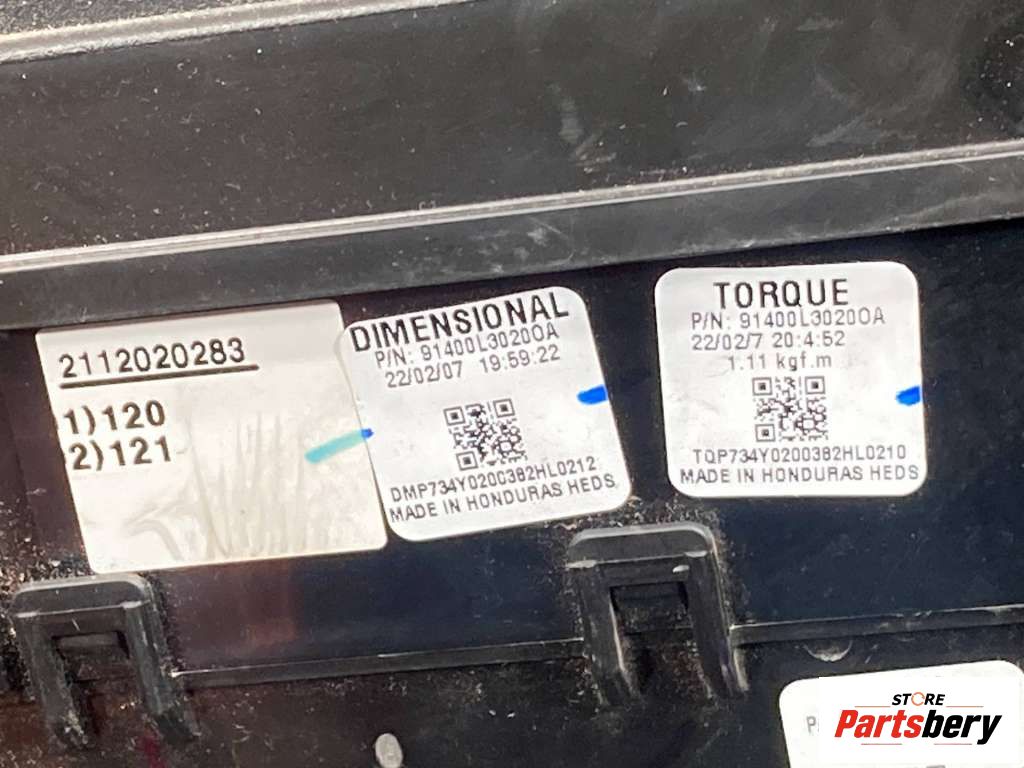 2112020283
1)120
2)121
DIMENSIONAL
P/N: 91400L3020OA
22/02/07 19:59:22
DMP734Y0200382HL0212
MADE IN HONDURAS HEDS
TORQUE
P/N: 91400L3020OA
22/02/7 20:4:52
1.11 kgf.m
TQP734Y0200382HL0210
MADE IN HONDURAS HEDS
STORE
Partsbery